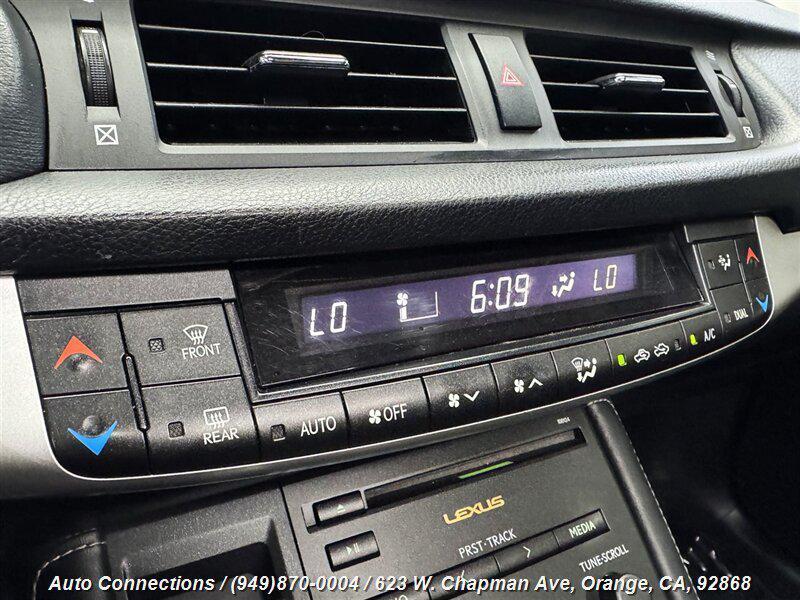 LO 6:09 LO
FRONT
REAR
AUTO
OFF
A/C
DUAL
LEXUS
PRST·TRACK
MEDIA
TUNE·SCROLL
Auto Connections / (949)870-0004 / 623 W. Chapman Ave, Orange, CA, 92868